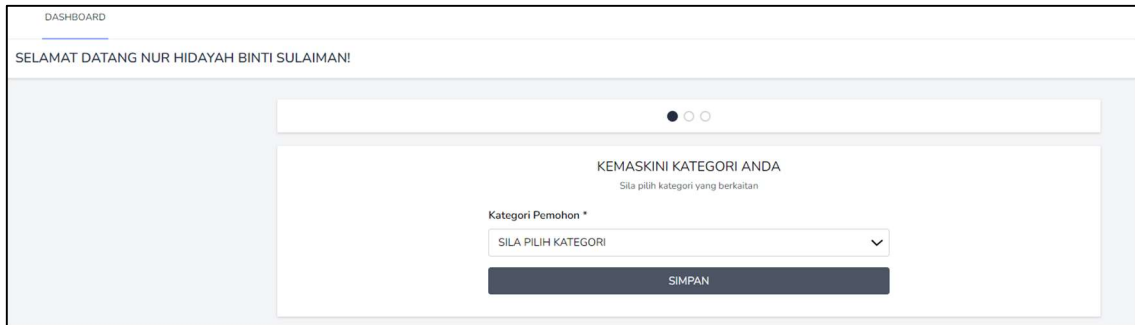 DASHBOARD
SELAMAT DATANG NUR HIDAYAH BINTI SULAIMAN!
KEMASKINI KATEGORI ANDA
Sila pilih kategori yang berkaitan
Kategori Pemohon *
SILA PILIH KATEGORI
SIMPAN